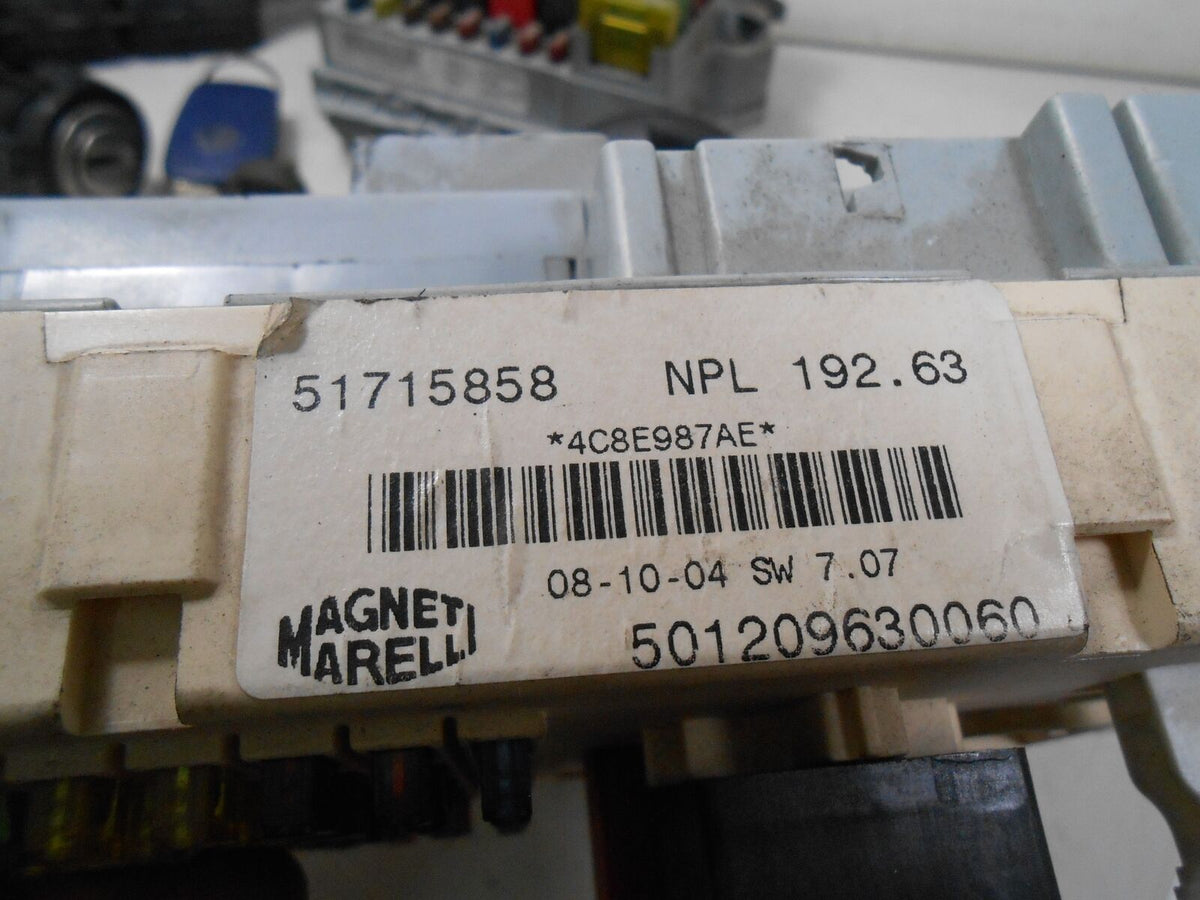 51715858 NPL 192.63
*4C8E987AE*
08-10-04 SW 7.07
MAGNETI
MARELLI
501209630060